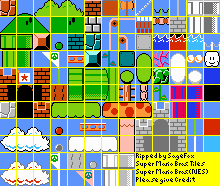 Ripped by SageFox
Super Mario Bros Tiles
Super Mario Bros(NES)
Please give Credit